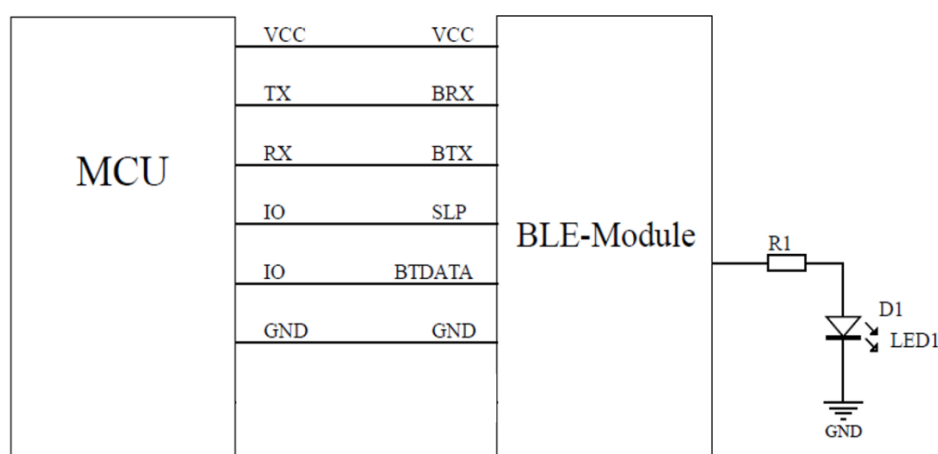 VCC VCC
TX BRX
MCU
RX BTX
IO SLP
BLE-Module
R1
IO BTDATA
D1
GND GND
LED1
GND